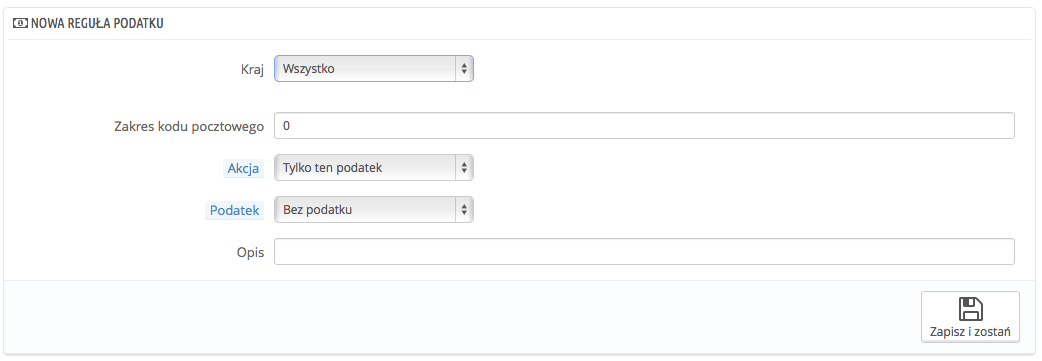 NOWA REGUŁA PODATKU
Kraj Wszystko
Zakres kodu pocztowego 0
Akcja Tylko ten podatek
Podatek Bez podatku
Opis
Zapisz i zostań